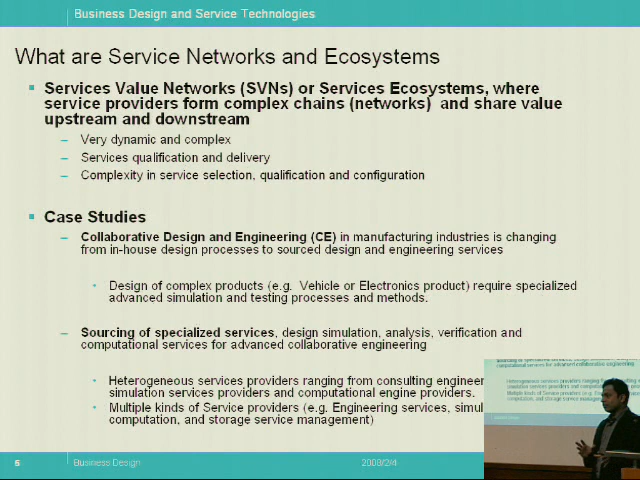 Business Design and Service Technologies
What are Service Networks and Ecosystems
Services Value Networks (SVNs) or Services Ecosystems, where
service providers form complex chains (networks) and share value
upstream and downstream
– Very dynamic and complex
– Services qualification and delivery
– Complexity in service selection, qualification and configuration
Case Studies
– Collaborative Design and Engineering (CE) in manufacturing industries is changing
from in-house design processes to sourced design and engineering services
• Design of complex products (e.g. Vehicle or Electronics product) require specialized
advanced simulation and testing processes and methods.
– Sourcing of specialized services, design simulation, analysis, verification and
computational services for advanced collaborative engineering
• Heterogeneous services providers ranging from consulting engineer
simulation services providers and computational engine providers.
• Multiple kinds of Service providers (e.g. Engineering services, simul
computation, and storage service management)
5 Business Design 2008/2/4